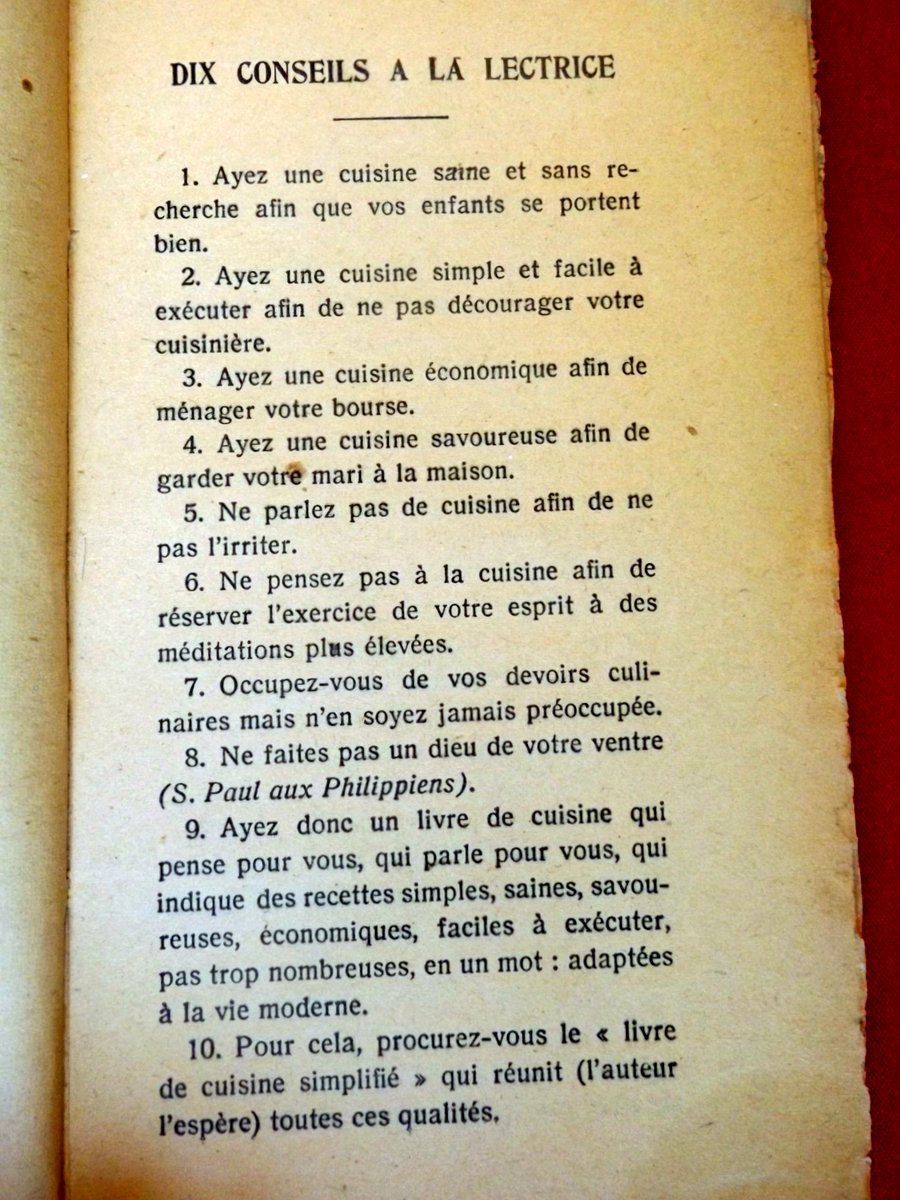 DIX CONSEILS A LA LECTRICE
1. Ayez une cuisine saine et sans re-
cherche afin que vos enfants se portent
bien.
2. Ayez une cuisine simple et facile à
exécuter afin de ne pas décourager votre
cuisinière.
3. Ayez une cuisine économique afin de
ménager votre bourse.
4. Ayez une cuisine savoureuse afin de
garder votre mari à la maison.
5. Ne parlez pas de cuisine afin de ne
pas l'irriter.
6. Ne pensez pas à la cuisine afin de
réserver l'exercice de votre esprit à des
méditations plus élevées.
7. Occupez-vous de vos devoirs culi-
naires mais n'en soyez jamais préoccupée.
8. Ne faites pas un dieu de votre ventre
(S. Paul aux Philippiens).
9. Ayez donc un livre de cuisine qui
pense pour vous, qui parle pour vous, qui
indique des recettes simples, saines, savou-
reuses, économiques, faciles à exécuter,
pas trop nombreuses, en un mot : adaptées
à la vie moderne.
10. Pour cela, procurez-vous le « livre
de cuisine simplifié » qui réunit (l'auteur
l'espère) toutes ces qualités.